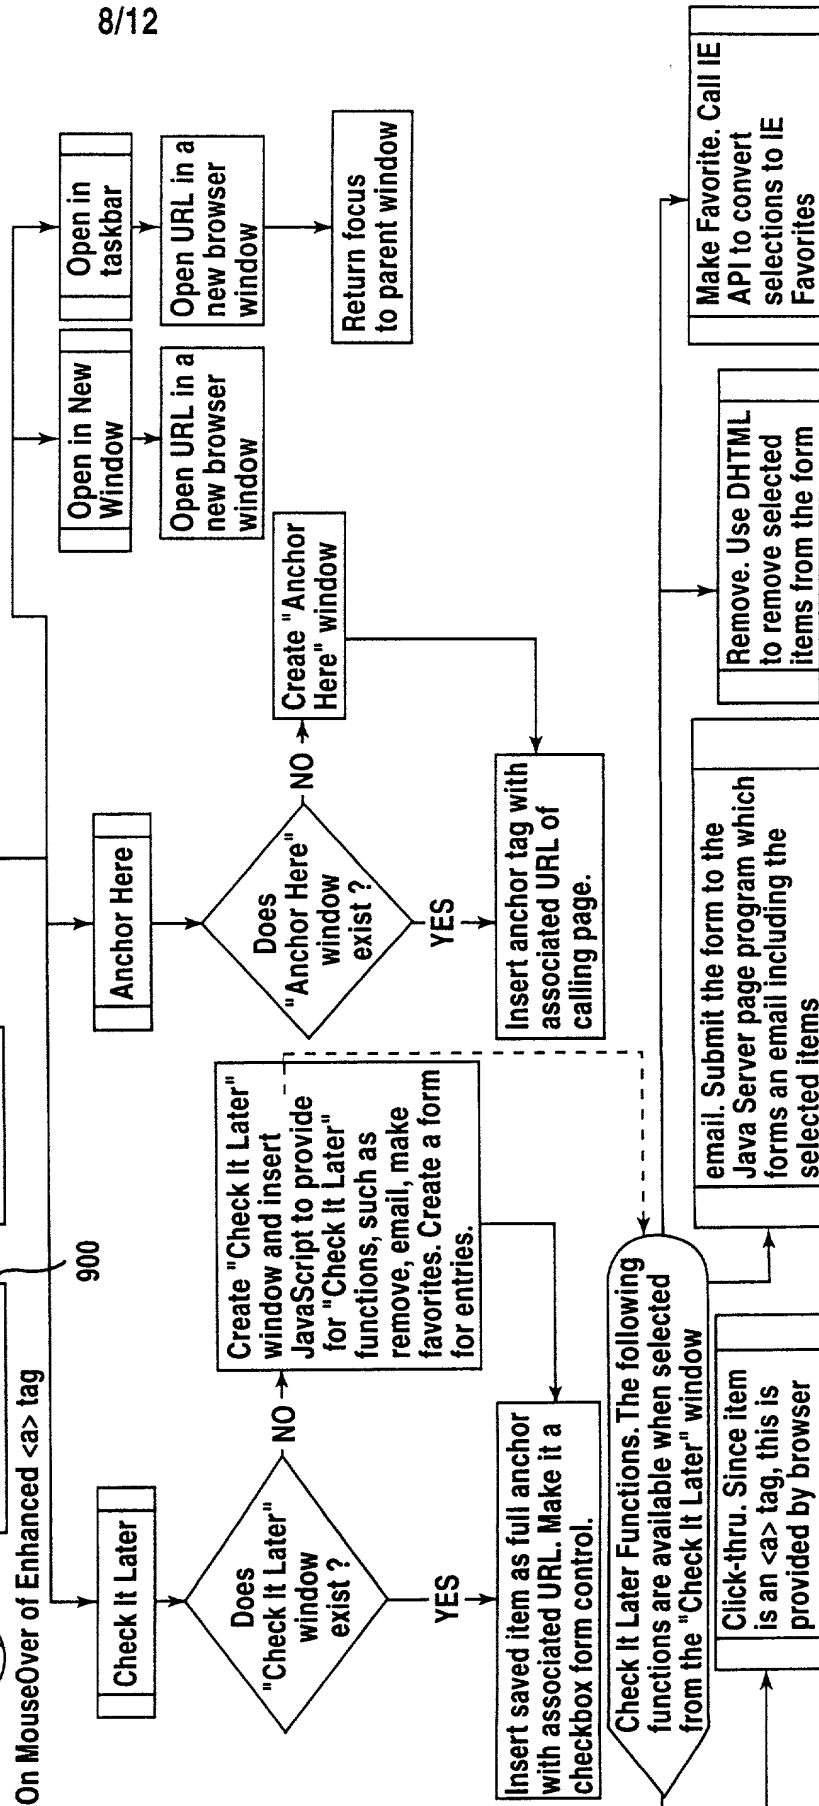 8/12
On MouseOver of Enhanced <a> tag
900
Check It Later
Does
"Check It Later"
window
exist ?
NO
YES
Create "Check It Later"
window and insert
JavaScript to provide
for "Check It Later"
functions, such as
remove, email, make
favorites. Create a form
for entries.
Insert saved item as full anchor
with associated URL. Make it a
checkbox form control.
Anchor Here
Does
"Anchor Here"
window
exist ?
NO
YES
Create "Anchor
Here" window
Insert anchor tag with
associated URL of
calling page.
Open in New
Window
Open URL in a
new browser
window
Open in
taskbar
Open URL in a
new browser
window
Return focus
to parent window
Check It Later Functions. The following
functions are available when selected
from the "Check It Later" window
Click-thru. Since item
is an <a> tag, this is
provided by browser
email. Submit the form to the
Java Server page program which
forms an email including the
selected items
Remove. Use DHTML
to remove selected
items from the form
Make Favorite. Call IE
API to convert
selections to IE
Favorites